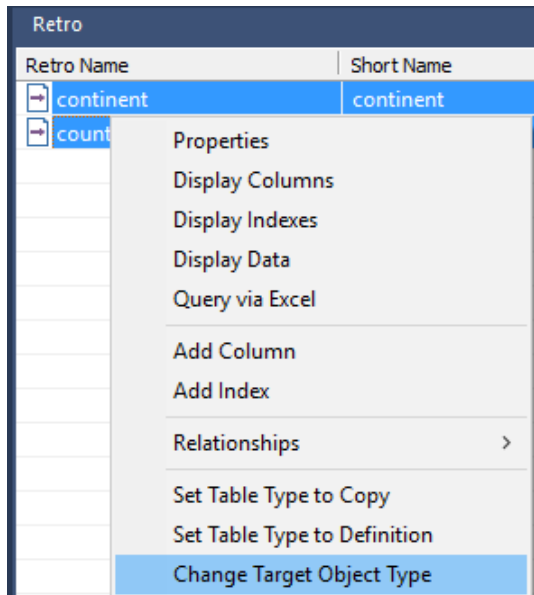 Retro
Retro Name Short Name
continent continent
count
Properties
Display Columns
Display Indexes
Display Data
Query via Excel
Add Column
Add Index
Relationships
Set Table Type to Copy
Set Table Type to Definition
Change Target Object Type